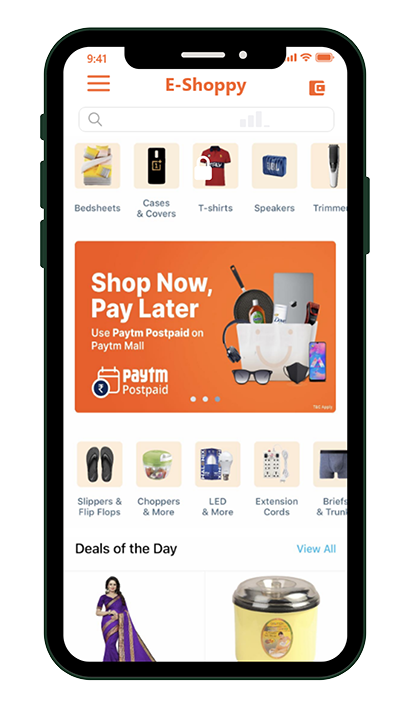 9:41
E-Shoppy
Bedsheets
Cases
& Covers
T-shirts
Speakers
Trimmer
Shop Now,
Pay Later
Use Paytm Postpaid on
Paytm Mall
paytm
Postpaid
T&C Apply
Slippers &
Flip Flops
Choppers
& More
LED
& More
Extension
Cords
Briefs
& Trunk
Deals of the Day
View All